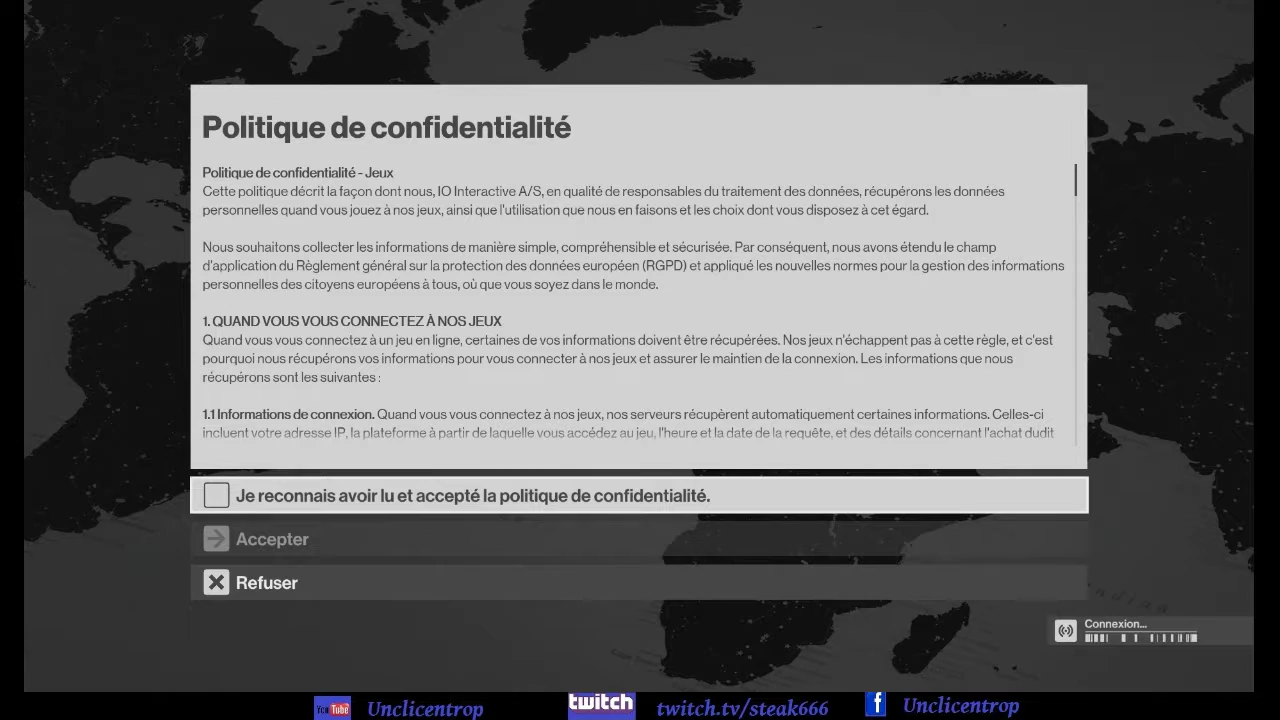 Politique de confidentialité
Politique de confidentialité - Jeux
Cette politique décrit la façon dont nous, IO Interactive A/S, en qualité de responsables du traitement des données, récupérons les données
personnelles quand vous jouez à nos jeux, ainsi que l'utilisation que nous en faisons et les choix dont vous disposez à cet égard.
Nous souhaitons collecter les informations de manière simple, compréhensible et sécurisée. Par conséquent, nous avons étendu le champ
d'application du Règlement général sur la protection des données européen (RGPD) et appliqué les nouvelles normes pour la gestion des informations
personnelles des citoyens européens à tous, où que vous soyez dans le monde.
1. QUAND VOUS VOUS CONNECTEZ À NOS JEUX
Quand vous vous connectez à un jeu en ligne, certaines de vos informations doivent être récupérées. Nos jeux n'échappent pas à cette règle, et c'est
pourquoi nous récupérons vos informations pour vous connecter à nos jeux et assurer le maintien de la connexion. Les informations que nous
récupérons sont les suivantes :
1.1 Informations de connexion. Quand vous vous connectez à nos jeux, nos serveurs récupèrent automatiquement certaines informations. Celles-ci
incluent votre adresse IP, la plateforme à partir de laquelle vous accédez au jeu, l'heure et la date de la requête, et des détails concernant l'achat dudit
Je reconnais avoir lu et accepté la politique de confidentialité.
Accepter
Refuser
Indian
Connexion...
YouTube Unclicentrop
twitch twitch.tv/steak666
f Unclicentrop